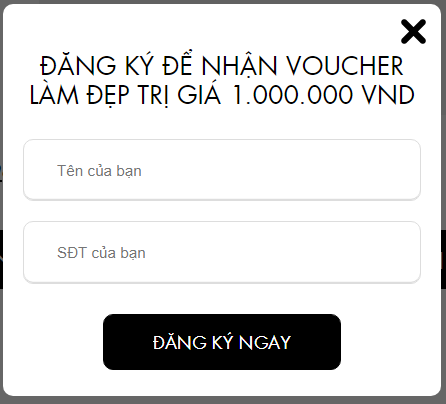 ĐĂNG KÝ ĐỂ NHẬN VOUCHER
LÀM ĐẸP TRỊ GIÁ 1.000.000 VND
Tên của bạn
SĐT của bạn
ĐĂNG KÝ NGAY